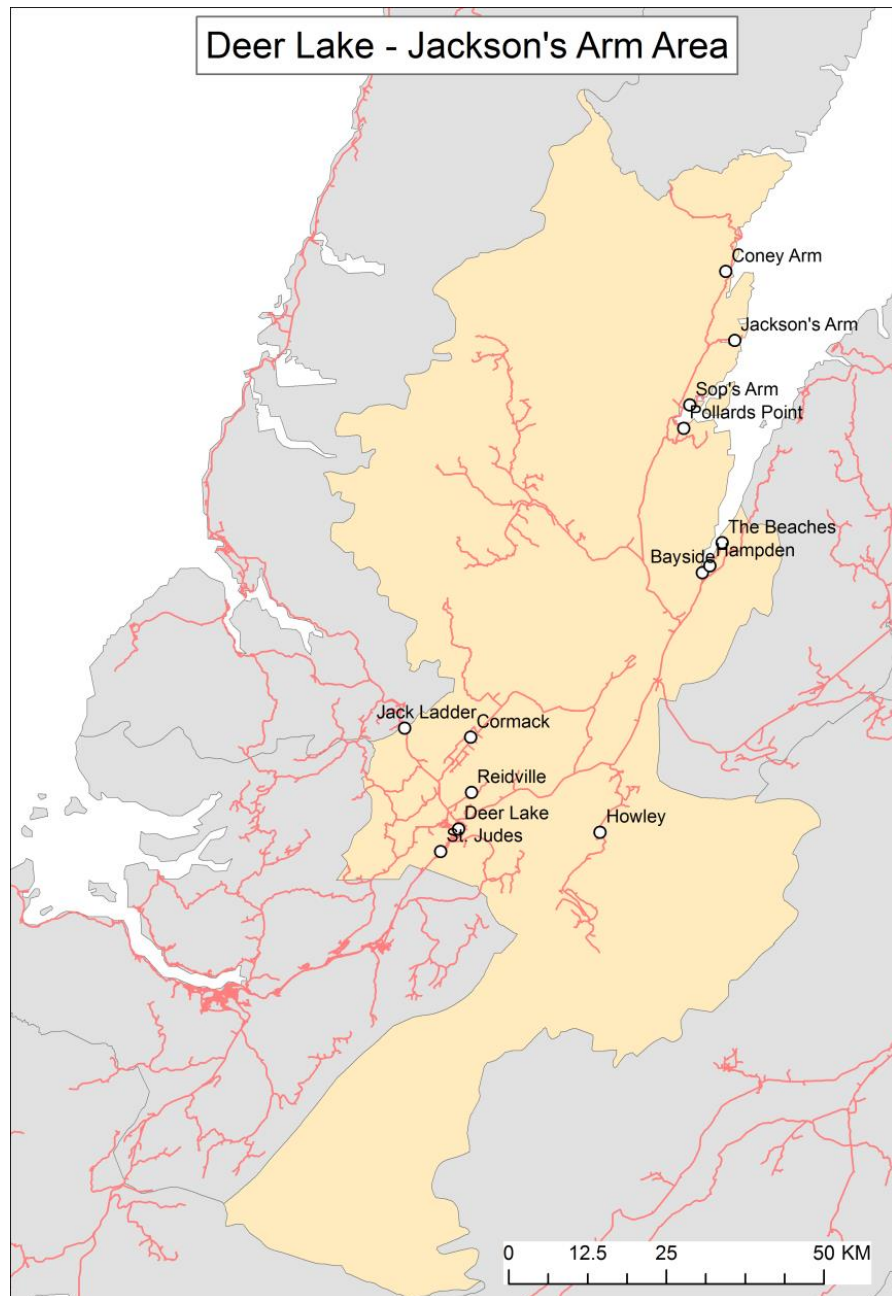 Deer Lake - Jackson's Arm Area
Coney Arm
Jackson's Arm
Sop's Arm
Pollards Point
The Beaches
Hampden
Bayside
Jack Ladder
Cormack
Reidville
Deer Lake
Howley
St. Judes
0 12.5 25 50 KM